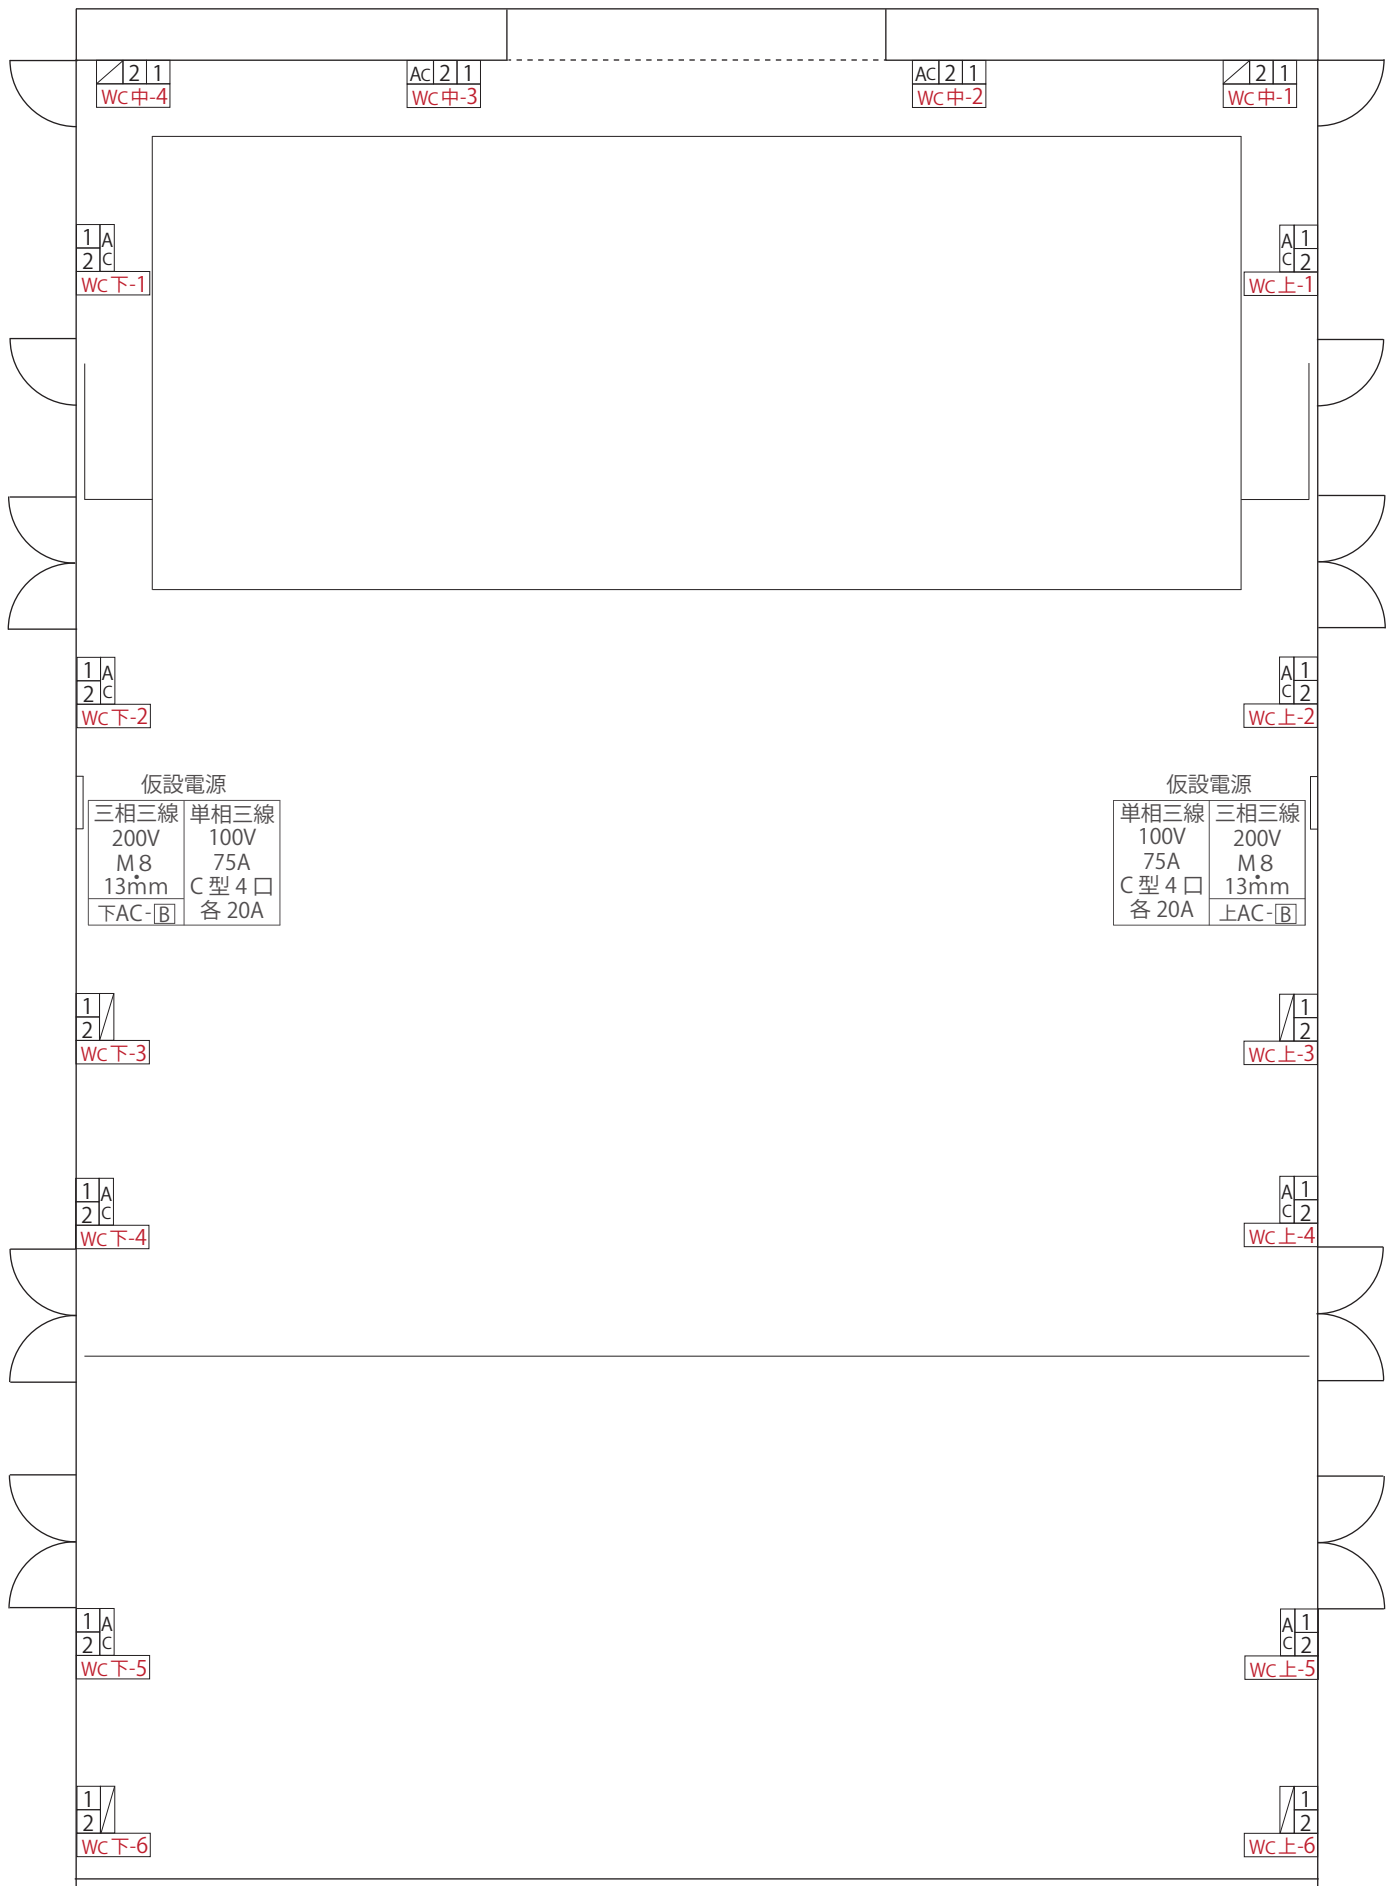 2 1
WC中-4
AC 2 1
WC中-3
AC 2 1
WC中-2
2 1
WC中-1
1 A
2 C
WC下-1
A 1
C 2
WC上-1
1 A
2 C
WC下-2
A 1
C 2
WC上-2
仮設電源
三相三線
200V
M8
13mm
下AC-B
単相三線
100V
75A
C型4口
各20A
仮設電源
単相三線
100V
75A
C型4口
各20A
三相三線
200V
M8
13mm
上AC-B
1
2
WC下-3
1
2
WC上-3
1 A
2 C
WC下-4
A 1
C 2
WC上-4
1 A
2 C
WC下-5
A 1
C 2
WC上-5
1
2
WC下-6
1
2
WC上-6